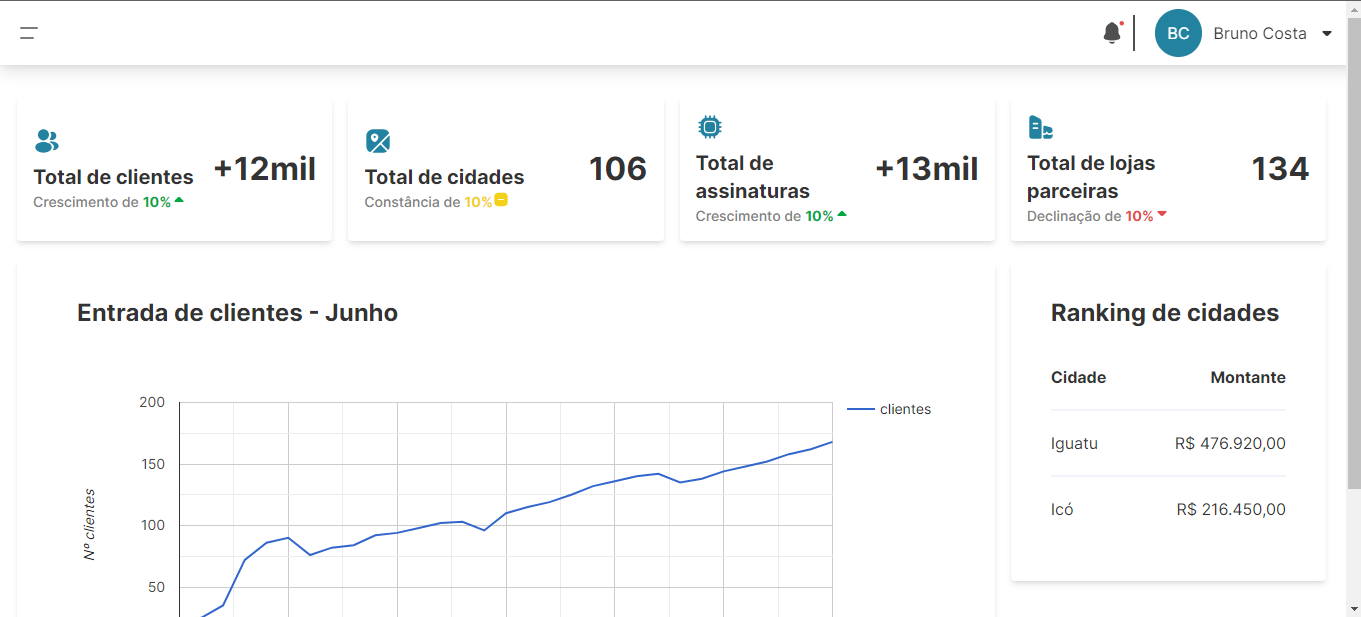 BC Bruno Costa
Total de clientes
Crescimento de 10%
+12mil
Total de cidades
Constância de 10%
106
Total de
assinaturas
Crescimento de 10%
+13mil
Total de lojas
parceiras
Declinação de 10%
134
Entrada de clientes - Junho
200
150
100
50
Nº clientes
clientes
Ranking de cidades
Cidade Montante
Iguatu R$ 476.920,00
Icó R$ 216.450,00